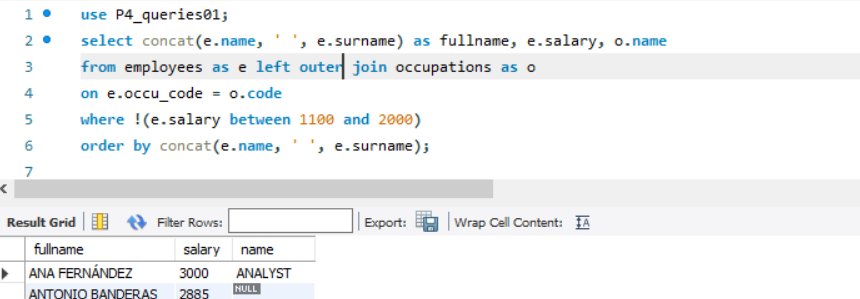 1 use P4_queries01;
2 select concat(e.name, ' ', e.surname) as fullname, e.salary, o.name
3 from employees as e left outer join occupations as o
4 on e.occu_code = o.code
5 where !(e.salary between 1100 and 2000)
6 order by concat(e.name, ' ', e.surname);
7
Result Grid Filter Rows: Export: Wrap Cell Content: IA
fullname salary name
ANA FERNÁNDEZ 3000 ANALYST
ANTONIO BANDERAS 2885 NULL